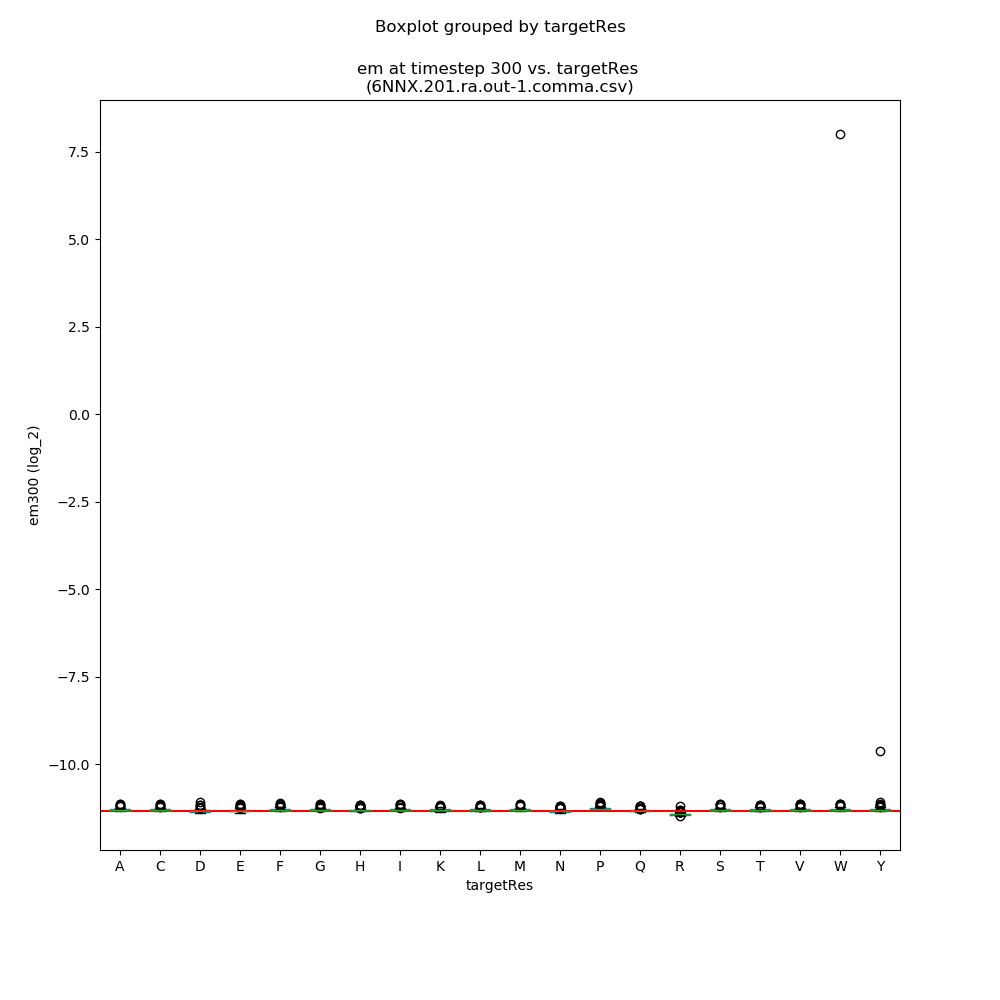 Boxplot grouped by targetRes
em at timestep 300 vs. targetRes
(6NNX.201.ra.out-1.comma.csv)
7.5
5.0
2.5
0.0
−2.5
−5.0
−7.5
−10.0
em300 (log_2)
A C D E F G H I K L M N P Q R S T V W Y
targetRes